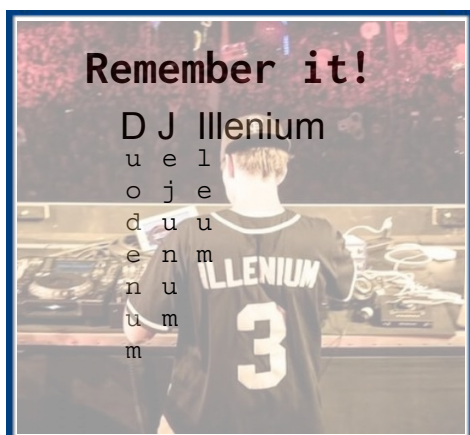 Remember it!
D J Illenium
u e l
o j e
d u u
e n m
n u
u m
m
ILLENIUM
3